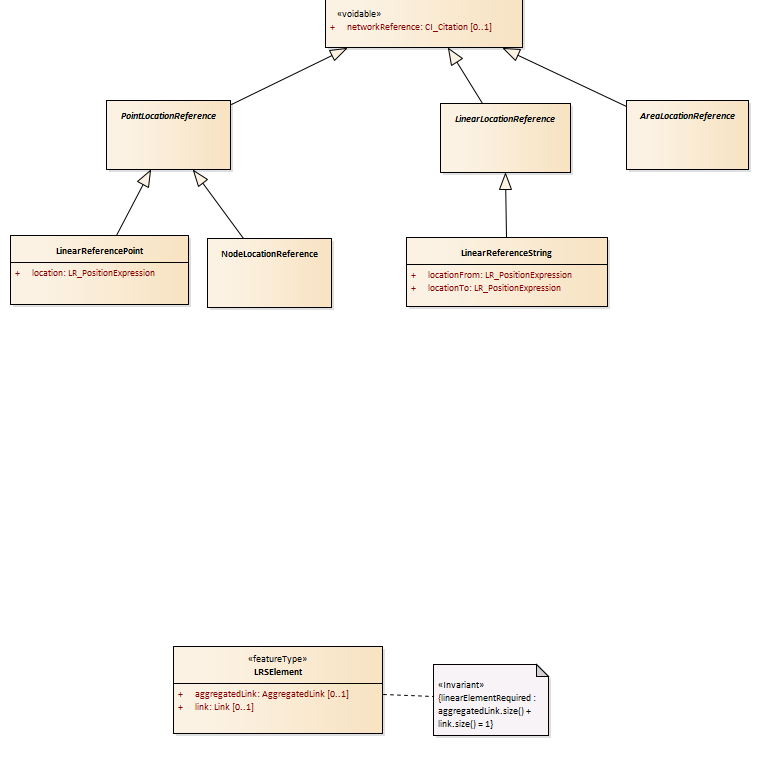 «voidable»
+ networkReference: CI_Citation [0..1]
PointLocationReference
LinearLocationReference
AreaLocationReference
LinearReferencePoint
+ location: LR_PositionExpression
NodeLocationReference
LinearReferenceString
+ locationFrom: LR_PositionExpression
+ locationTo: LR_PositionExpression
«featureType»
LRSElement
+ aggregatedLink: AggregatedLink [0..1]
+ link: Link [0..1]
«Invariant»
{linearElementRequired :
aggregatedLink.size() +
link.size() = 1}